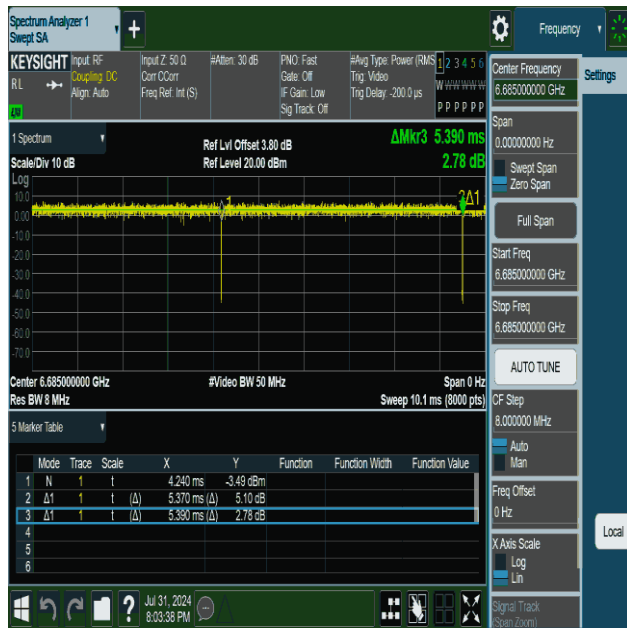 Spectrum Analyzer 1
Swept SA
+
Frequency
KEYSIGHT
RL
Input: RF
Coupling: DC
Align: Auto
Input Z: 50 Ω
Corr CCorr
Freq Ref: Int (S)
#Atten: 30 dB
PNO: Fast
Gate: Off
IF Gain: Low
Sig Track: Off
#Avg Type: Power (RMS
Trig: Video
Trig Delay: -200.0 µs
1 2 3 4 5 6
W W W W W W
P P P P P P
Settings
Center Frequency
6.685000000 GHz
Span
0.00000000 Hz
Swept Span
Zero Span
Full Span
Start Freq
6.685000000 GHz
Stop Freq
6.685000000 GHz
AUTO TUNE
CF Step
8.000000 MHz
Auto
Man
Freq Offset
0 Hz
X Axis Scale
Log
Lin
Signal Track
(Span Zoom)
Local
1 Spectrum
Scale/Div 10 dB
Ref Lvl Offset 3.80 dB
Ref Level 20.00 dBm
ΔMkr3 5.390 ms
2.78 dB
Log
10.0
0.00
-10.0
-20.0
-30.0
-40.0
-50.0
-60.0
-70.0
1
3Δ1
Center 6.685000000 GHz
#Video BW 50 MHz
Span 0 Hz
Res BW 8 MHz
Sweep 10.1 ms (8000 pts)
5 Marker Table
Mode Trace Scale X Y Function Function Width Function Value
1 N 1 t 4.240 ms -3.49 dBm
2 Δ1 1 t (Δ) 5.370 ms (Δ) 5.10 dB
3 Δ1 1 t (Δ) 5.390 ms (Δ) 2.78 dB
4
5
6
?
Jul 31, 2024
8:03:38 PM